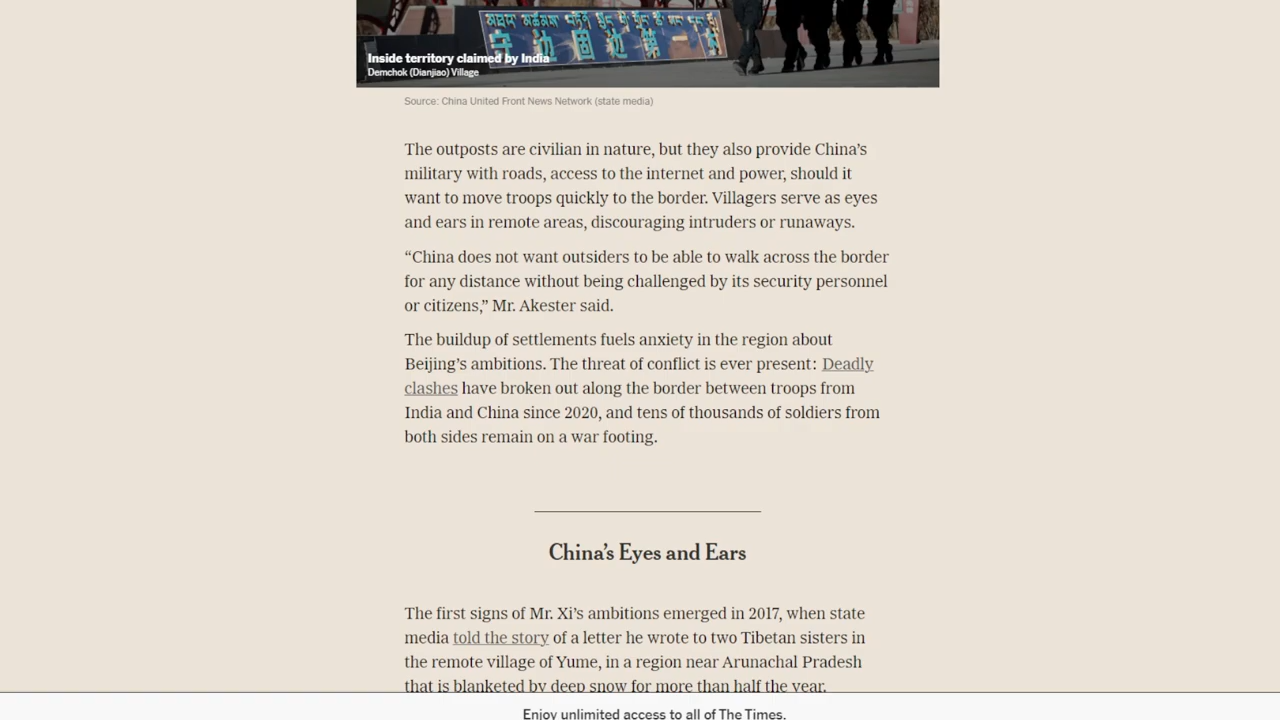 守边固边第一
Inside territory claimed by India
Demchok (Dianjiao) Village
Source: China United Front News Network (state media)
The outposts are civilian in nature, but they also provide China’s
military with roads, access to the internet and power, should it
want to move troops quickly to the border. Villagers serve as eyes
and ears in remote areas, discouraging intruders or runaways.
“China does not want outsiders to be able to walk across the border
for any distance without being challenged by its security personnel
or citizens,” Mr. Akester said.
The buildup of settlements fuels anxiety in the region about
Beijing’s ambitions. The threat of conflict is ever present: Deadly
clashes have broken out along the border between troops from
India and China since 2020, and tens of thousands of soldiers from
both sides remain on a war footing.
China’s Eyes and Ears
The first signs of Mr. Xi’s ambitions emerged in 2017, when state
media told the story of a letter he wrote to two Tibetan sisters in
the remote village of Yume, in a region near Arunachal Pradesh
that is blanketed by deep snow for more than half the year.
Enjoy unlimited access to all of The Times.